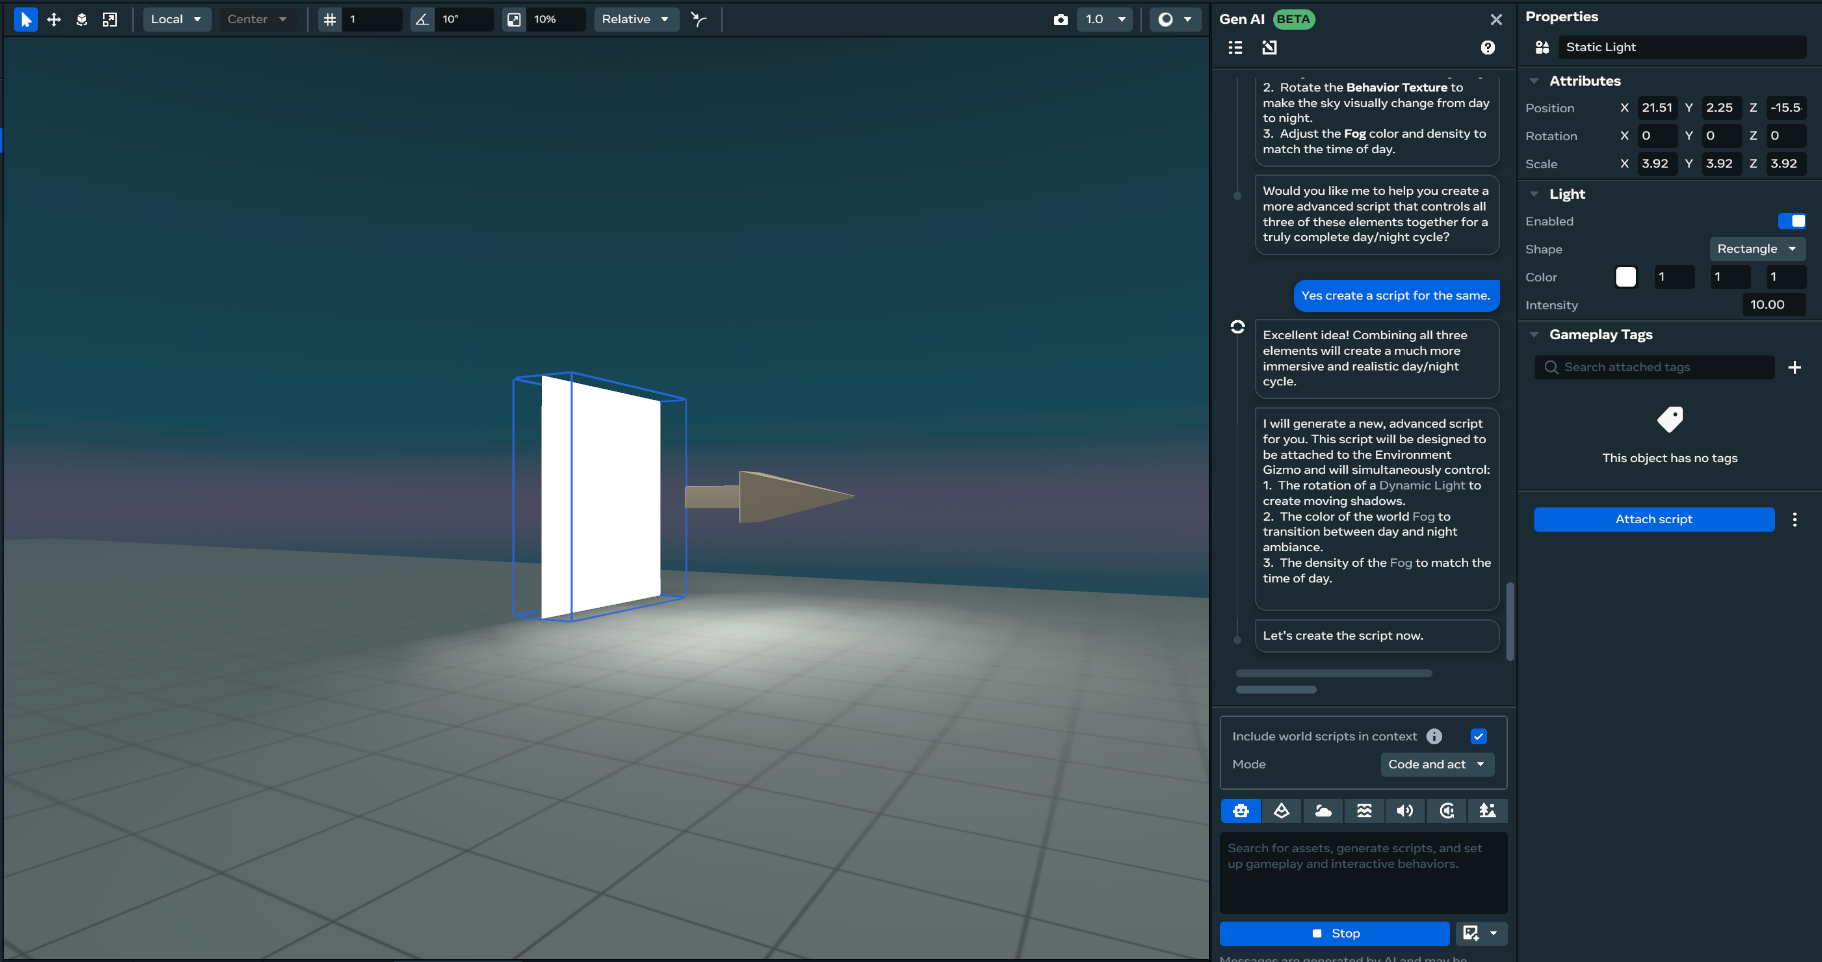 Local
Center
1
10°
10%
Relative
1.0
Gen AI BETA
2. Rotate the Behavior Texture to
make the sky visually change from day
to night.
3. Adjust the Fog color and density to
match the time of day.
Would you like me to help you create a
more advanced script that controls all
three of these elements together for a
truly complete day/night cycle?
Yes create a script for the same.
Excellent idea! Combining all three
elements will create a much more
immersive and realistic day/night
cycle.
I will generate a new, advanced script
for you. This script will be designed to
be attached to the Environment
Gizmo and will simultaneously control:
1. The rotation of a Dynamic Light to
create moving shadows.
2. The color of the world Fog to
transition between day and night
ambiance.
3. The density of the Fog to match the
time of day.
Let's create the script now.
Include world scripts in context
Mode
Code and act
Search for assets, generate scripts, and set
up gameplay and interactive behaviors.
Stop
Messages are generated by AI and may be
Properties
Static Light
Attributes
Position X 21.51 Y 2.25 Z -15.5
Rotation X 0 Y 0 Z 0
Scale X 3.92 Y 3.92 Z 3.92
Light
Enabled
Shape Rectangle
Color 1 1 1
Intensity 10.00
Gameplay Tags
Search attached tags
This object has no tags
Attach script